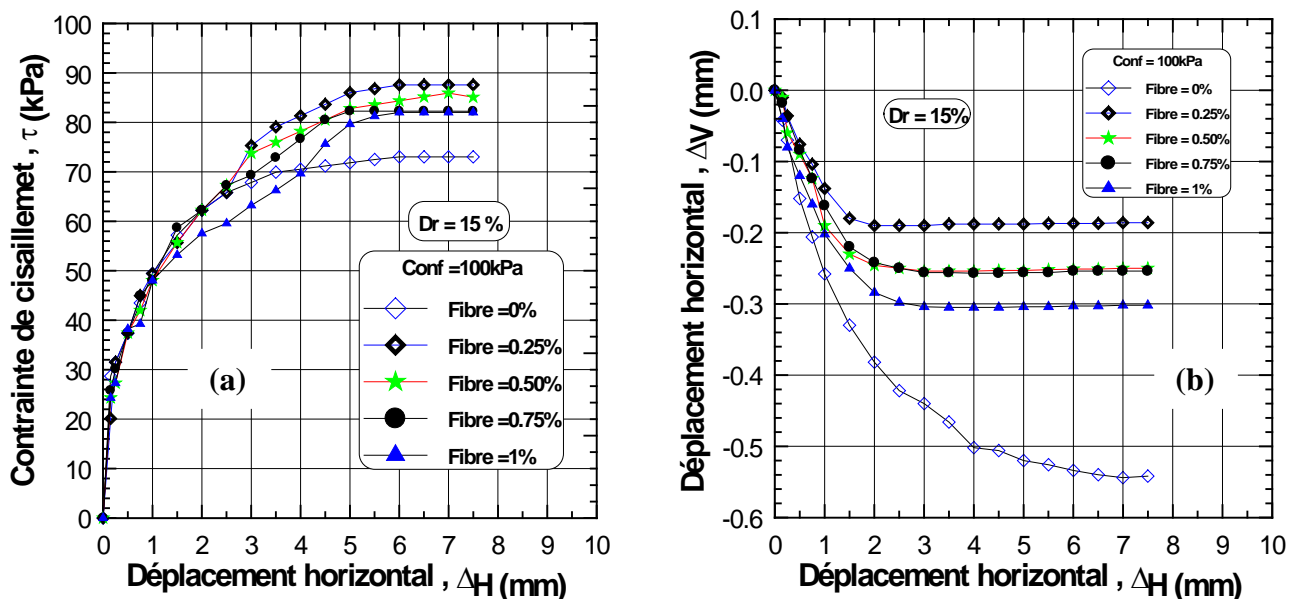 Contrainte de cisaillemet , τ (kPa)
100
90
80
70
60
50
40
30
20
10
0
0 1 2 3 4 5 6 7 8 9 10
Déplacement horizontal , ΔH (mm)
Dr = 15 %
Conf =100kPa
Fibre =0%
Fibre =0.25%
Fibre =0.50%
Fibre =0.75%
Fibre =1%
(a)
Déplacement horizontal , ΔV (mm)
0.1
0.0
-0.1
-0.2
-0.3
-0.4
-0.5
-0.6
0 1 2 3 4 5 6 7 8 9 10
Déplacement horizontal , ΔH (mm)
Dr = 15%
Conf = 100kPa
Fibre = 0%
Fibre = 0.25%
Fibre = 0.50%
Fibre = 0.75%
Fibre = 1%
(b)